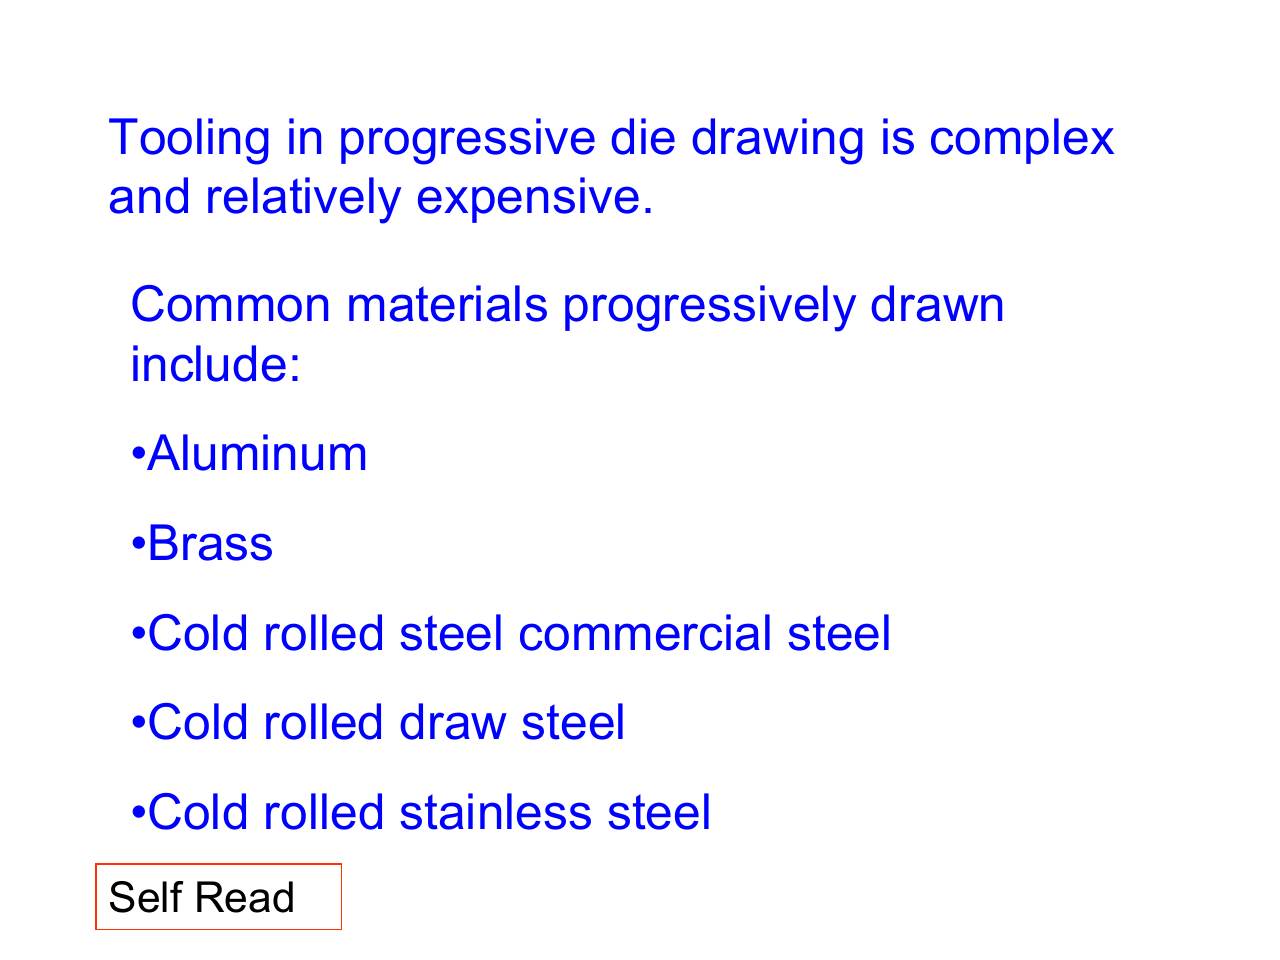 Tooling in progressive die drawing is complex
and relatively expensive.
Common materials progressively drawn
include:
•Aluminum
•Brass
•Cold rolled steel commercial steel
•Cold rolled draw steel
•Cold rolled stainless steel
Self Read